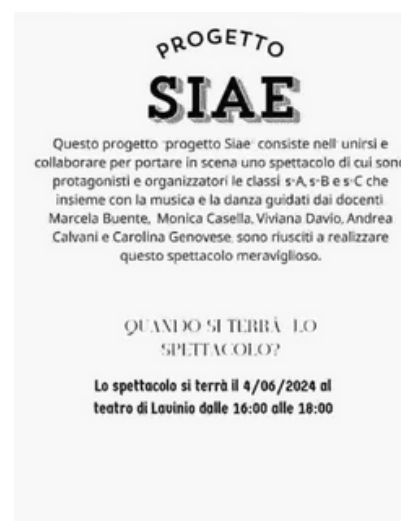 PROGETTO
SIAE
Questo progetto "progetto Siae" consiste nell' unirsi e
collaborare per portare in scena uno spettacolo di cui sono
protagonisti e organizzatori le classi s-A, s-B e s-C che
insieme con la musica e la danza guidati dai docenti
Marcela Buente, Monica Casella, Viviana Davio, Andrea
Calvani e Carolina Genovese, sono riusciti a realizzare
questo spettacolo meraviglioso.
QUANDO SI TERRÀ LO
SPETTACOLO?
Lo spettacolo si terrà il 4/06/2024 al
teatro di Lavinio dalle 16:00 alle 18:00